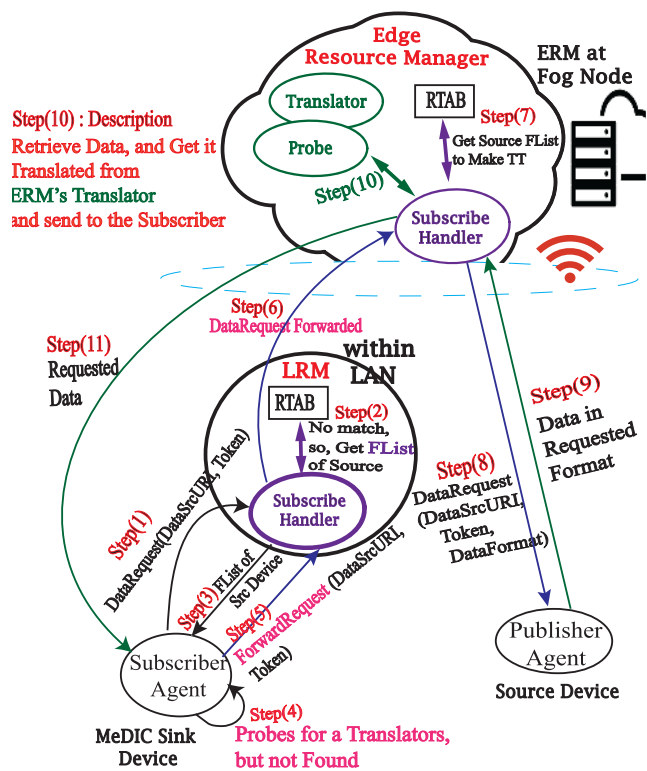 Edge
Resource Manager
ERM at
Fog Node
Translator
Probe
RTAB
Step(7)
Get Source FList
to Make TT
Step(10)
Subscribe
Handler
Step(10) : Description
Retrieve Data, and Get it
Translated from
ERM's Translator
and send to the Subscriber
Step(6)
DataRequest Forwarded
Step(11)
Requested
Data
within
LAN
LRM
RTAB
Step(2)
No match,
so, Get FList
of Source
Subscribe
Handler
Step(1)
DataRequest(DataSrcURI, Token)
Step(3) FList of
Src Device
Step(5)
ForwardRequest (DataSrcURI,
Token)
Step(8)
DataRequest
(DataSrcURI,
Token,
DataFormat)
Step(9)
Data in
Requested
Format
Subscriber
Agent
Step(4)
Probes for a Translators,
but not Found
MeDIC Sink
Device
Publisher
Agent
Source Device